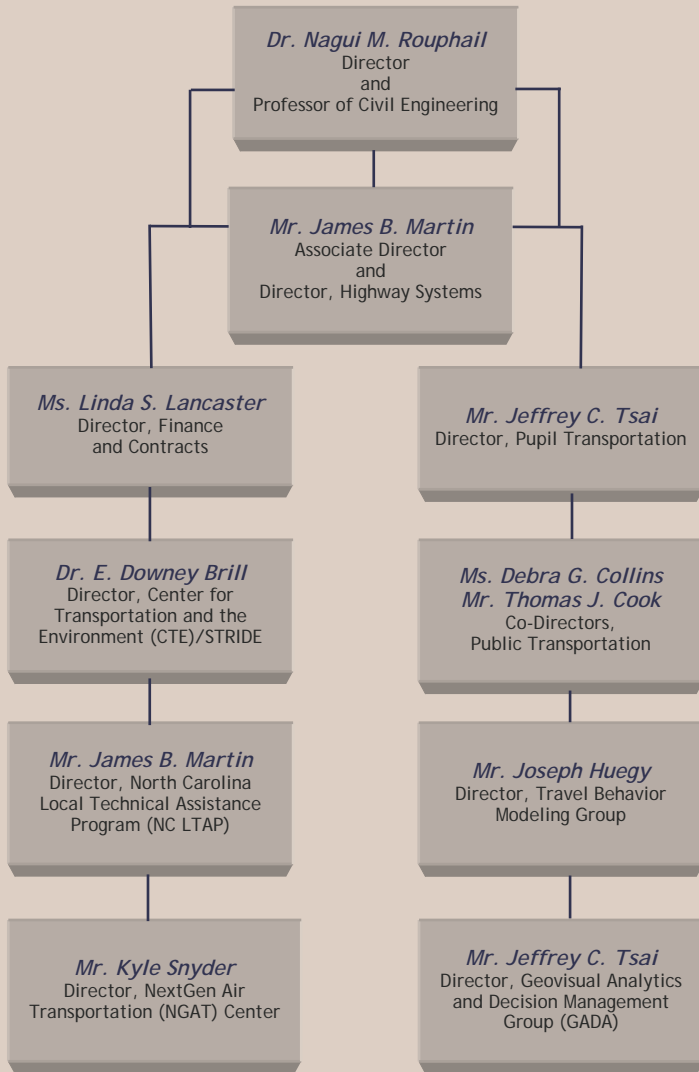 Dr. Nagui M. Rouphail
Director
and
Professor of Civil Engineering
Mr. James B. Martin
Associate Director
and
Director, Highway Systems
Ms. Linda S. Lancaster
Director, Finance
and Contracts
Mr. Jeffrey C. Tsai
Director, Pupil Transportation
Dr. E. Downey Brill
Director, Center for
Transportation and the
Environment (CTE)/STRIDE
Ms. Debra G. Collins
Mr. Thomas J. Cook
Co-Directors,
Public Transportation
Mr. James B. Martin
Director, North Carolina
Local Technical Assistance
Program (NC LTAP)
Mr. Joseph Huegy
Director, Travel Behavior
Modeling Group
Mr. Kyle Snyder
Director, NextGen Air
Transportation (NGAT) Center
Mr. Jeffrey C. Tsai
Director, Geovisual Analytics
and Decision Management
Group (GADA)